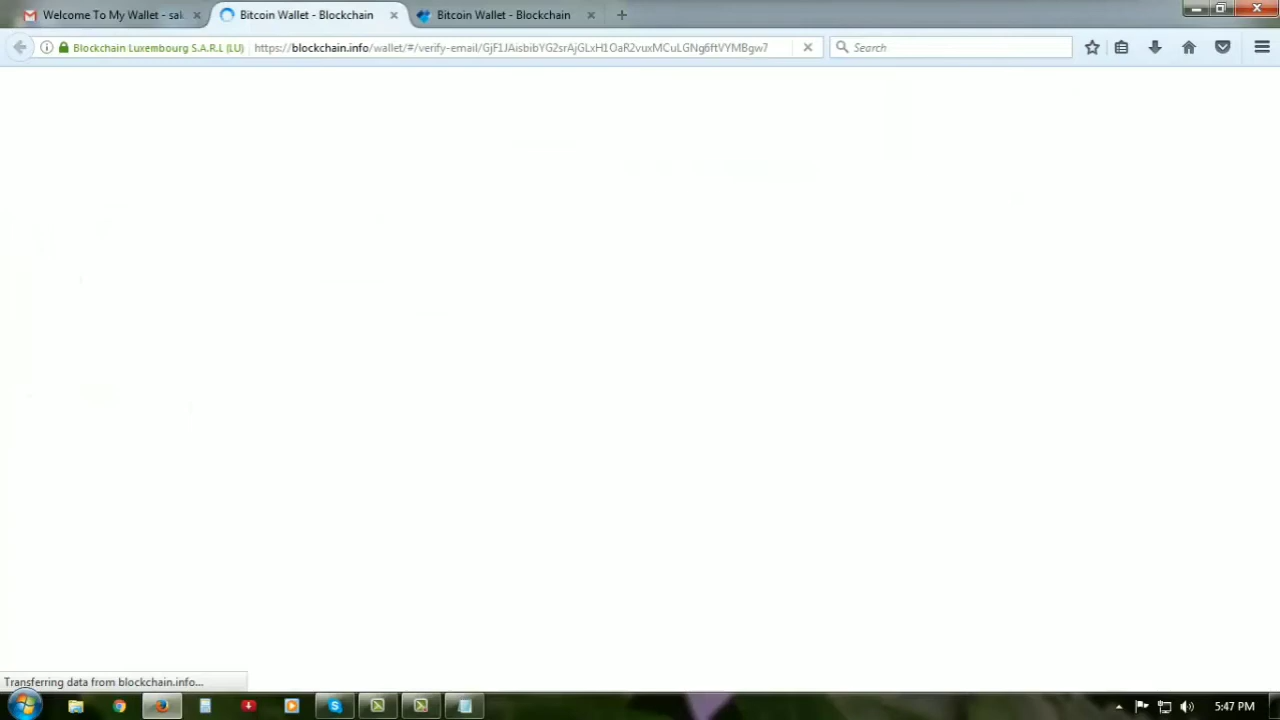 Welcome To My Wallet - sal
Bitcoin Wallet - Blockchain
Bitcoin Wallet - Blockchain
Blockchain Luxembourg S.A.R.L (LU)
https://blockchain.info/wallet/#/verify-email/GjF1JAisbibYG2srAjGLxH1OaR2vuxMCuLGNg6ftVYMBgw7
Search
Transferring data from blockchain.info...
5:47 PM